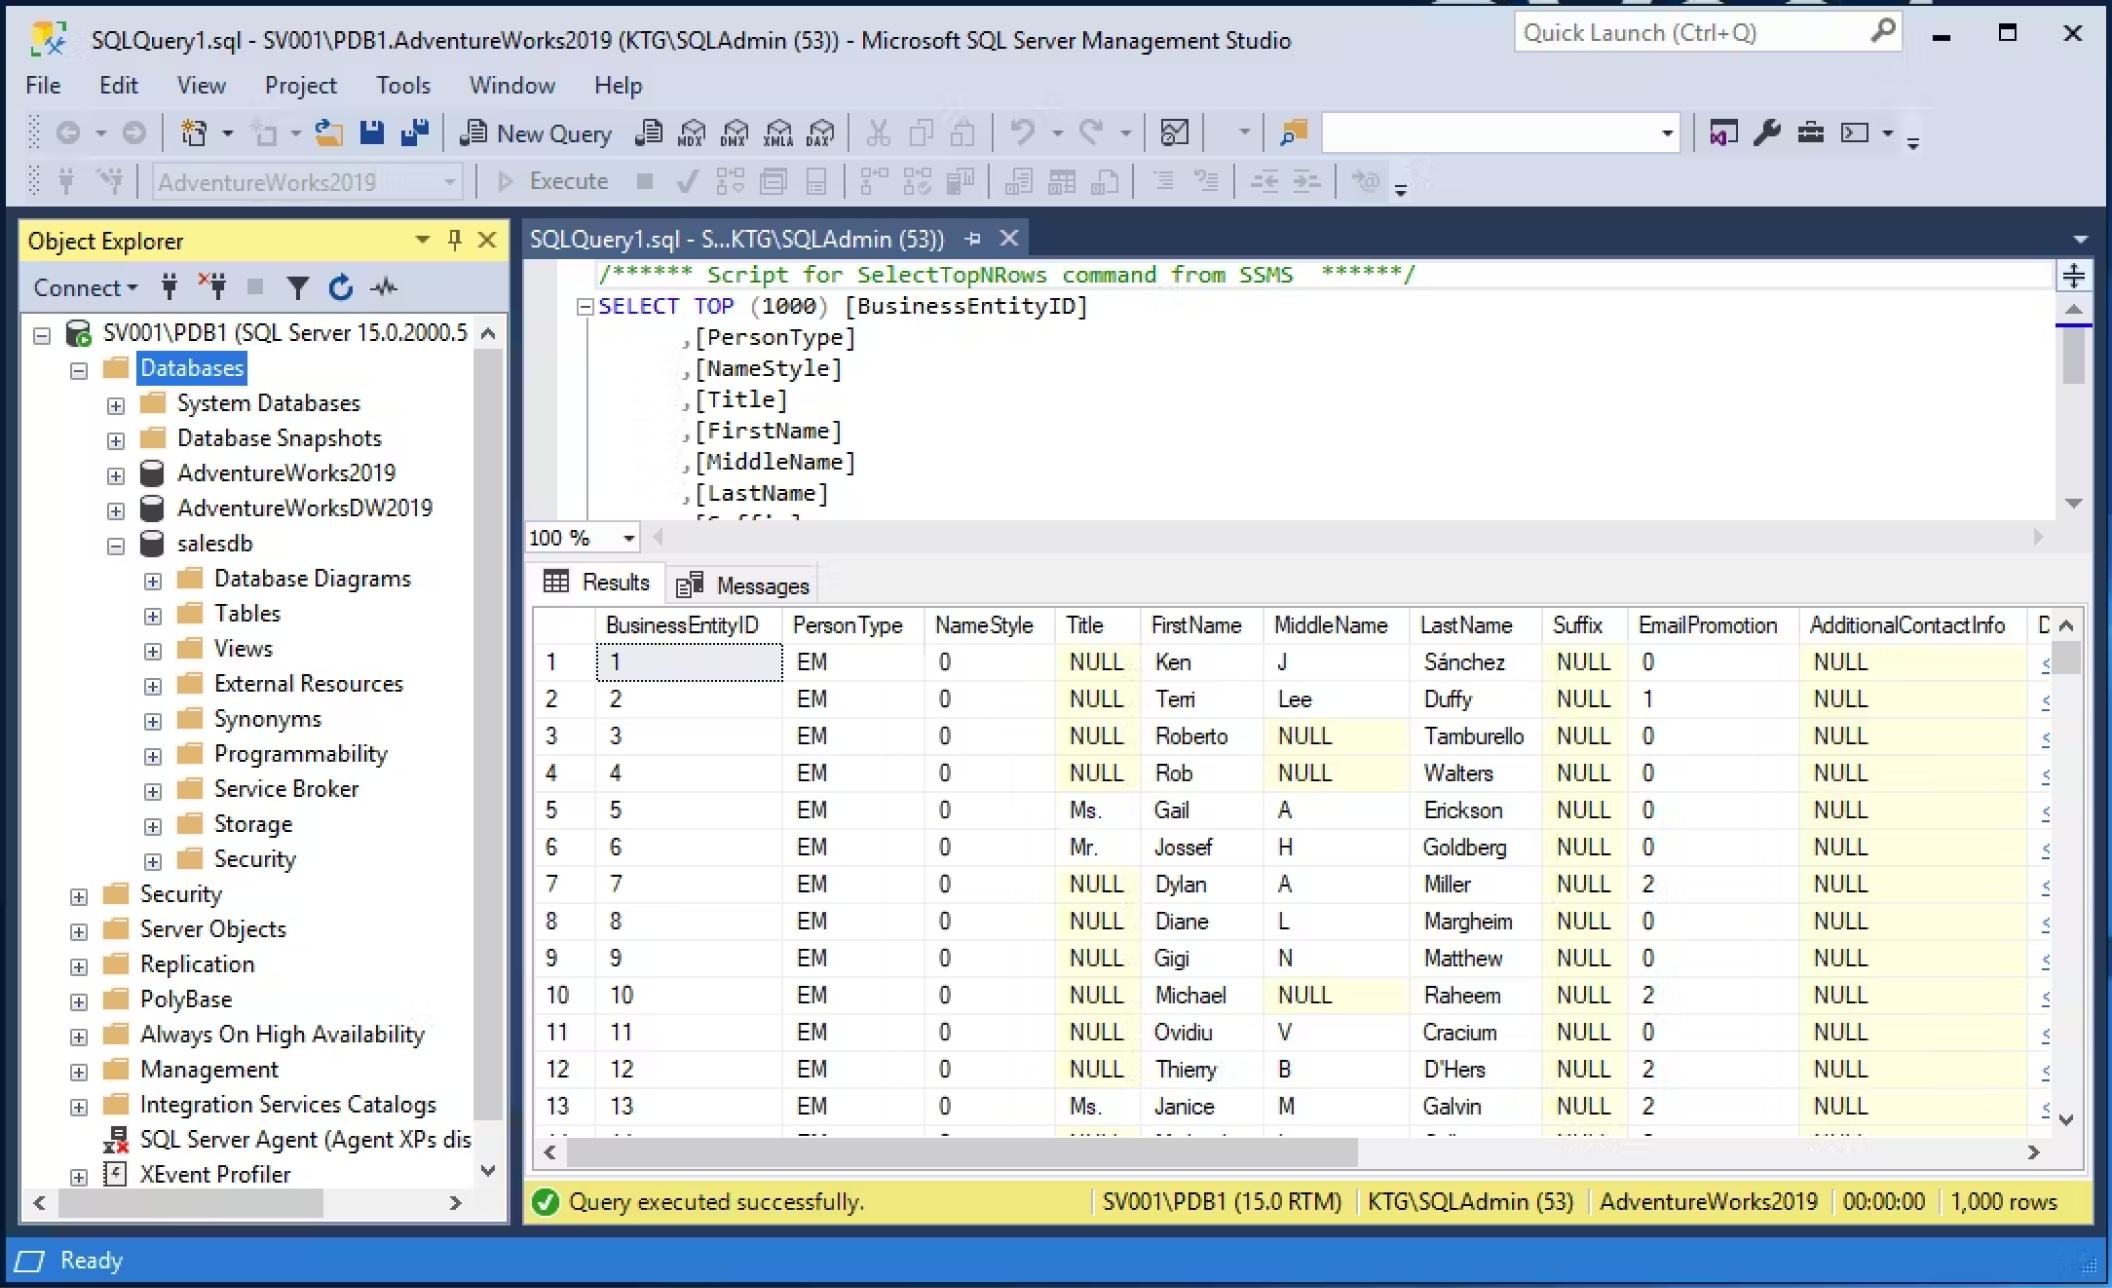 SQLQuery1.sql - SV001\PDB1.AdventureWorks2019 (KTG\SQLAdmin (53)) - Microsoft SQL Server Management Studio
Quick Launch (Ctrl+Q)
File Edit View Project Tools Window Help
New Query MDX DMX XMLA DAX
AdventureWorks2019 Execute
Object Explorer
Connect
SV001\PDB1 (SQL Server 15.0.2000.5
Databases
System Databases
Database Snapshots
AdventureWorks2019
AdventureWorksDW2019
salesdb
Database Diagrams
Tables
Views
External Resources
Synonyms
Programmability
Service Broker
Storage
Security
Security
Server Objects
Replication
PolyBase
Always On High Availability
Management
Integration Services Catalogs
SQL Server Agent (Agent XPs dis
XEvent Profiler
SQLQuery1.sql - S...KTG\SQLAdmin (53))
/****** Script for SelectTopNRows command from SSMS ******/
SELECT TOP (1000) [BusinessEntityID]
,[PersonType]
,[NameStyle]
,[Title]
,[FirstName]
,[MiddleName]
,[LastName]
100 %
Results Messages
BusinessEntityID PersonType NameStyle Title FirstName MiddleName LastName Suffix EmailPromotion AdditionalContactInfo D
1 1 EM 0 NULL Ken J Sánchez NULL 0 NULL <
2 2 EM 0 NULL Terri Lee Duffy NULL 1 NULL <
3 3 EM 0 NULL Roberto NULL Tamburello NULL 0 NULL <
4 4 EM 0 NULL Rob NULL Walters NULL 0 NULL <
5 5 EM 0 Ms. Gail A Erickson NULL 0 NULL <
6 6 EM 0 Mr. Jossef H Goldberg NULL 0 NULL <
7 7 EM 0 NULL Dylan A Miller NULL 2 NULL <
8 8 EM 0 NULL Diane L Margheim NULL 0 NULL <
9 9 EM 0 NULL Gigi N Matthew NULL 0 NULL <
10 10 EM 0 NULL Michael NULL Raheem NULL 2 NULL <
11 11 EM 0 NULL Ovidiu V Cracium NULL 0 NULL <
12 12 EM 0 NULL Thierry B D'Hers NULL 2 NULL <
13 13 EM 0 Ms. Janice M Galvin NULL 2 NULL <
Query executed successfully. SV001\PDB1 (15.0 RTM) KTG\SQLAdmin (53) AdventureWorks2019 00:00:00 1,000 rows
Ready